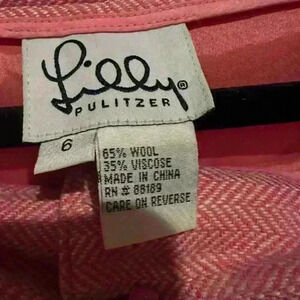 Lilly®
PULITZER
6
65% WOOL
35% VISCOSE
MADE IN CHINA
RN # 88189
CARE ON REVERSE